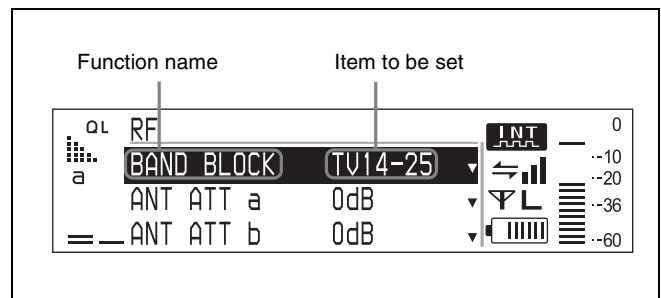 Function name Item to be set
QL RF INT 0
BAND BLOCK TV14-25 -10
a -20
ANT ATT a 0dB L -36
ANT ATT b 0dB -60